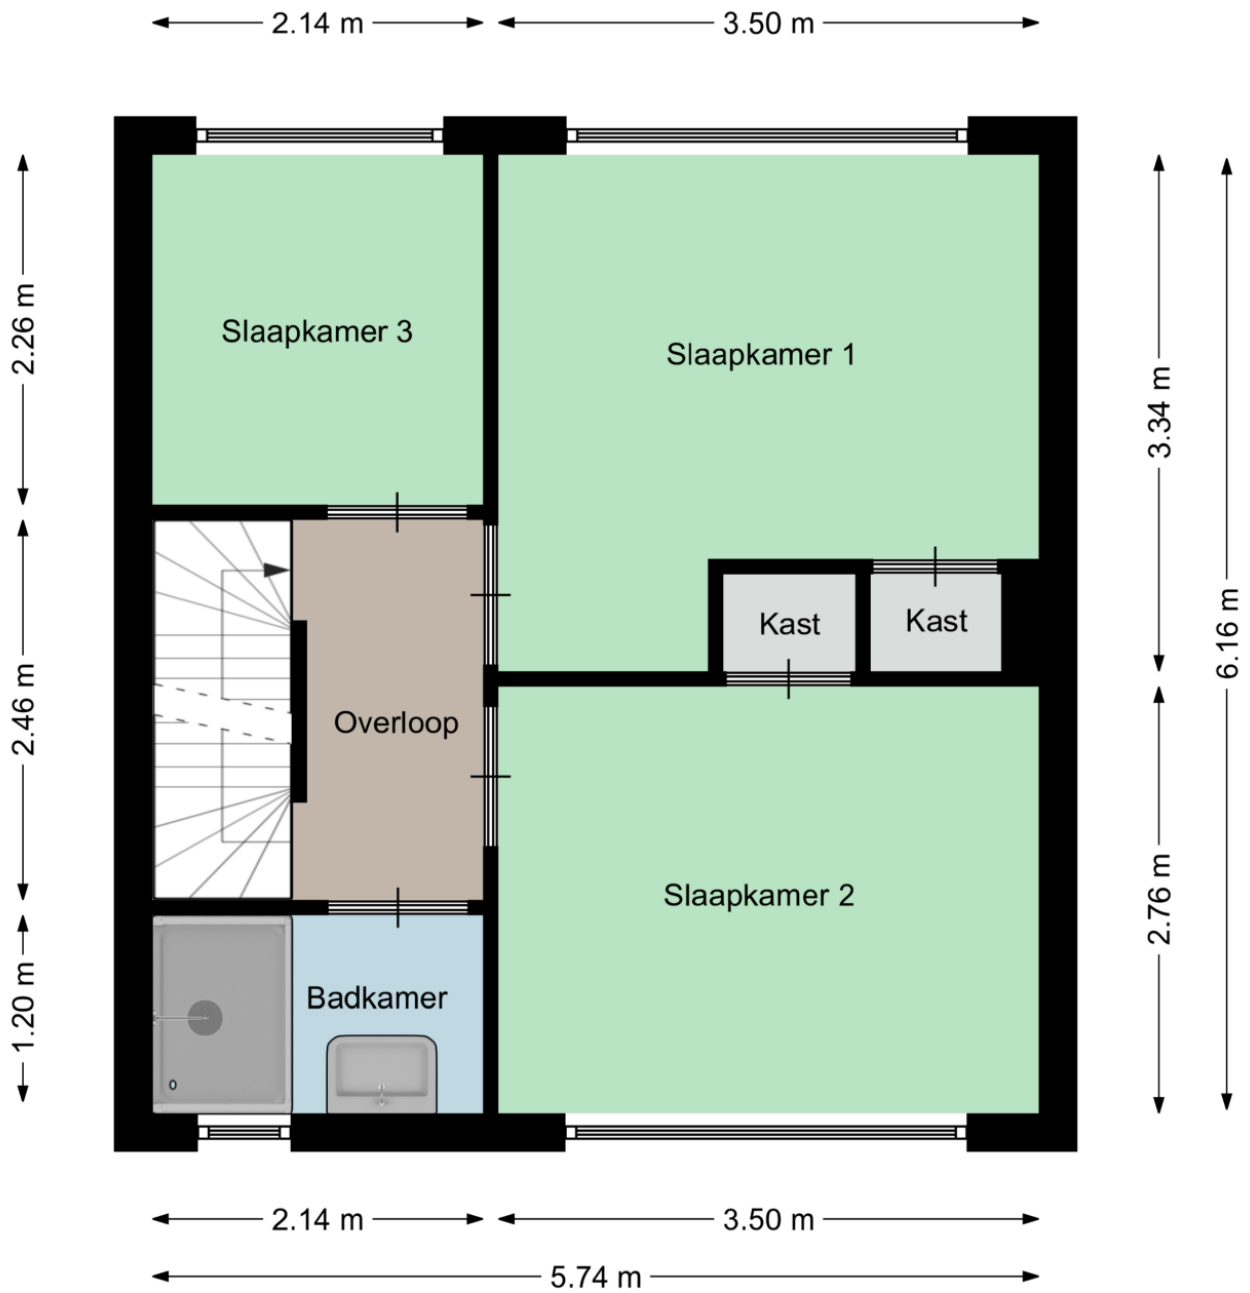 2.14 m
3.50 m
2.26 m
Slaapkamer 3
Slaapkamer 1
3.34 m
6.16 m
Kast
Kast
2.46 m
Overloop
Slaapkamer 2
2.76 m
Badkamer
1.20 m
2.14 m
3.50 m
5.74 m